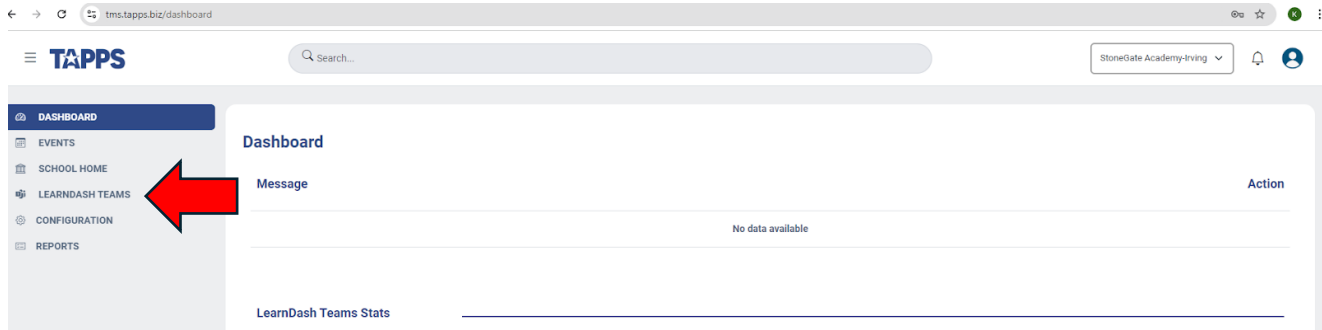 tms.tapps.biz/dashboard
K
TAPPS
Search...
StoneGate Academy-Irving
DASHBOARD
EVENTS
SCHOOL HOME
LEARNDASH TEAMS
CONFIGURATION
REPORTS
Dashboard
Message Action
No data available
LearnDash Teams Stats